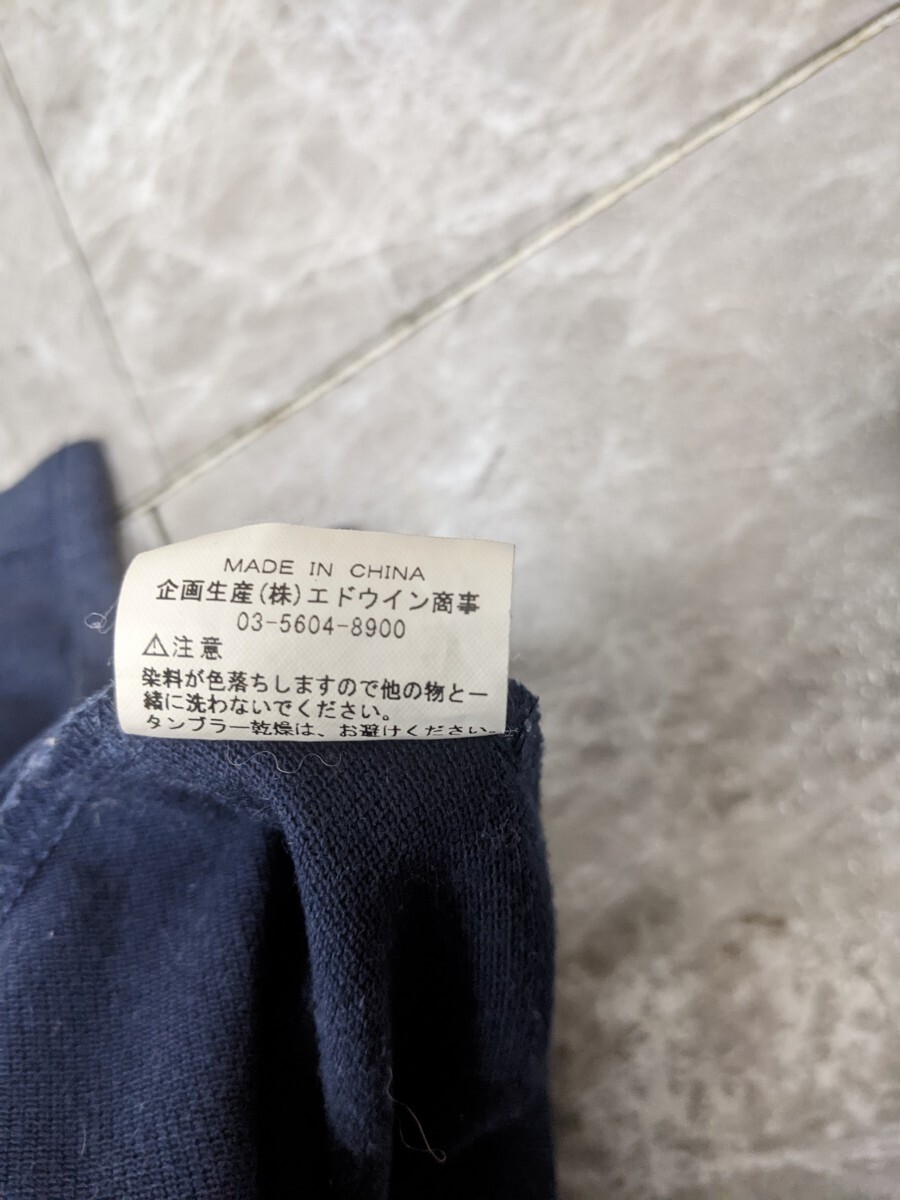 MADE IN CHINA
企画生産(株)エドウイン商事
03-5604-8900
⚠注意
染料が色落ちしますので他の物と一
緒に洗わないでください。
タンブラー乾燥は、お避けください。